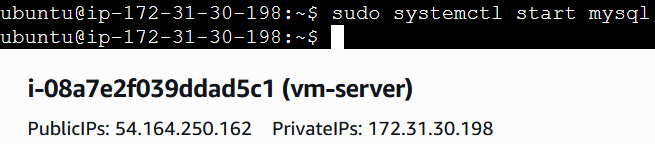 ubuntu@ip-172-31-30-198:~$ sudo systemctl start mysql
ubuntu@ip-172-31-30-198:~$
i-08a7e2f039ddad5c1 (vm-server)
PublicIPs: 54.164.250.162 PrivateIPs: 172.31.30.198